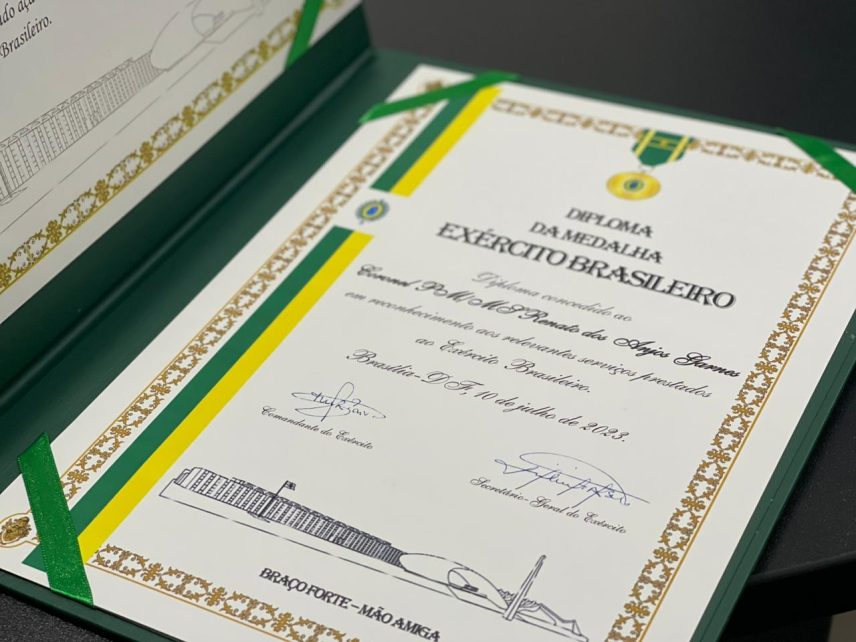 do aça
Brasileiro.
DIPLOMA
DA MEDALHA
EXÉRCITO BRASILEIRO
Diploma concedido ao
Coronel PM MS Renato dos Anjos Garnes
em reconhecimento aos relevantes serviços prestados
ao Exército Brasileiro.
Brasília-DF, 10 de julho de 2023.
Comandante do Exército
Secretário-Geral do Exército
BRAÇO FORTE - MÃO AMIGA